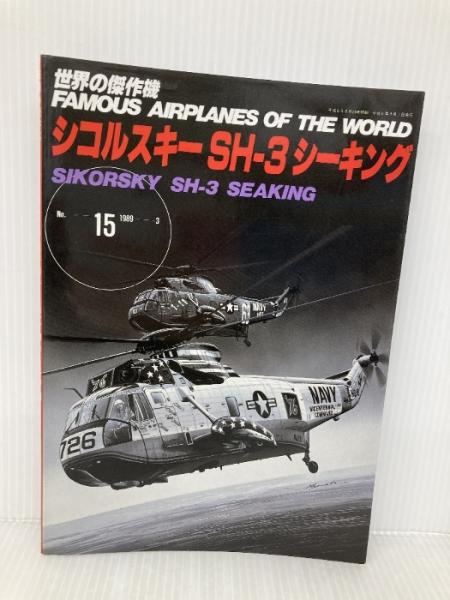 世界の傑作機
FAMOUS AIRPLANES OF THE WORLD
シコルスキー SH-3 シーキング
SIKORSKY SH-3 SEAKING
No. 15 1989 3
NAVY
NAVY
726
76